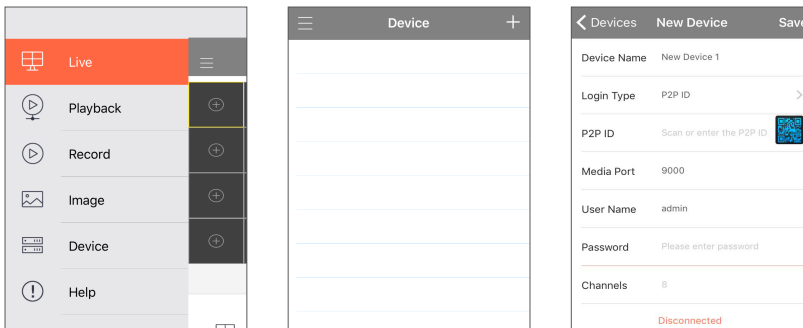 Live
Playback
Record
Image
Device
Help
Device
Devices New Device Save
Device Name New Device 1
Login Type P2P ID
P2P ID Scan or enter the P2P ID
Media Port 9000
User Name admin
Password Please enter password
Channels 8
Disconnected